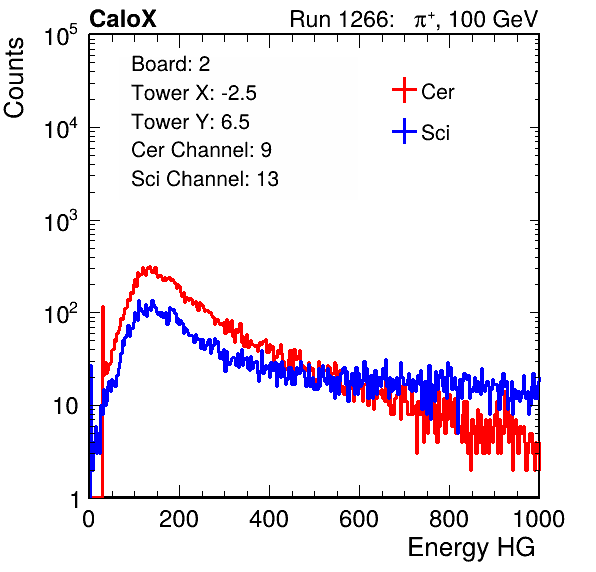 CaloX Run 1266: π⁺, 100 GeV
Counts
Board: 2
Tower X: -2.5
Tower Y: 6.5
Cer Channel: 9
Sci Channel: 13
Cer
Sci
10⁵
10⁴
10³
10²
10
1
0 200 400 600 800 1000
Energy HG